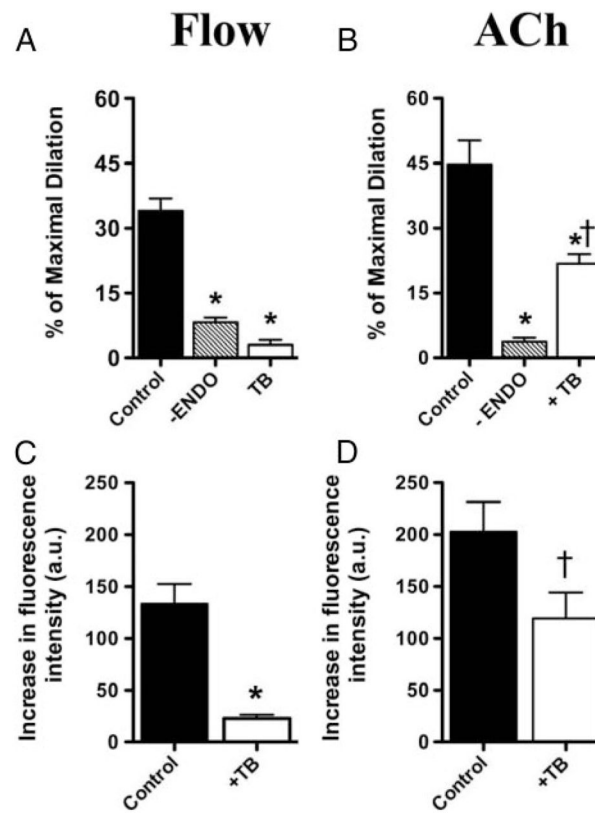 Flow
ACh
A
B
% of Maximal Dilation
60
45
30
15
0
*
*
Control
-ENDO
TB
% of Maximal Dilation
60
45
30
15
0
*
*†
Control
- ENDO
+ TB
C
D
Increase in fluorescence
intensity (a.u.)
250
200
150
100
50
0
*
Control
+TB
Increase in fluorescence
intensity (a.u.)
250
200
150
100
50
0
†
Control
+TB